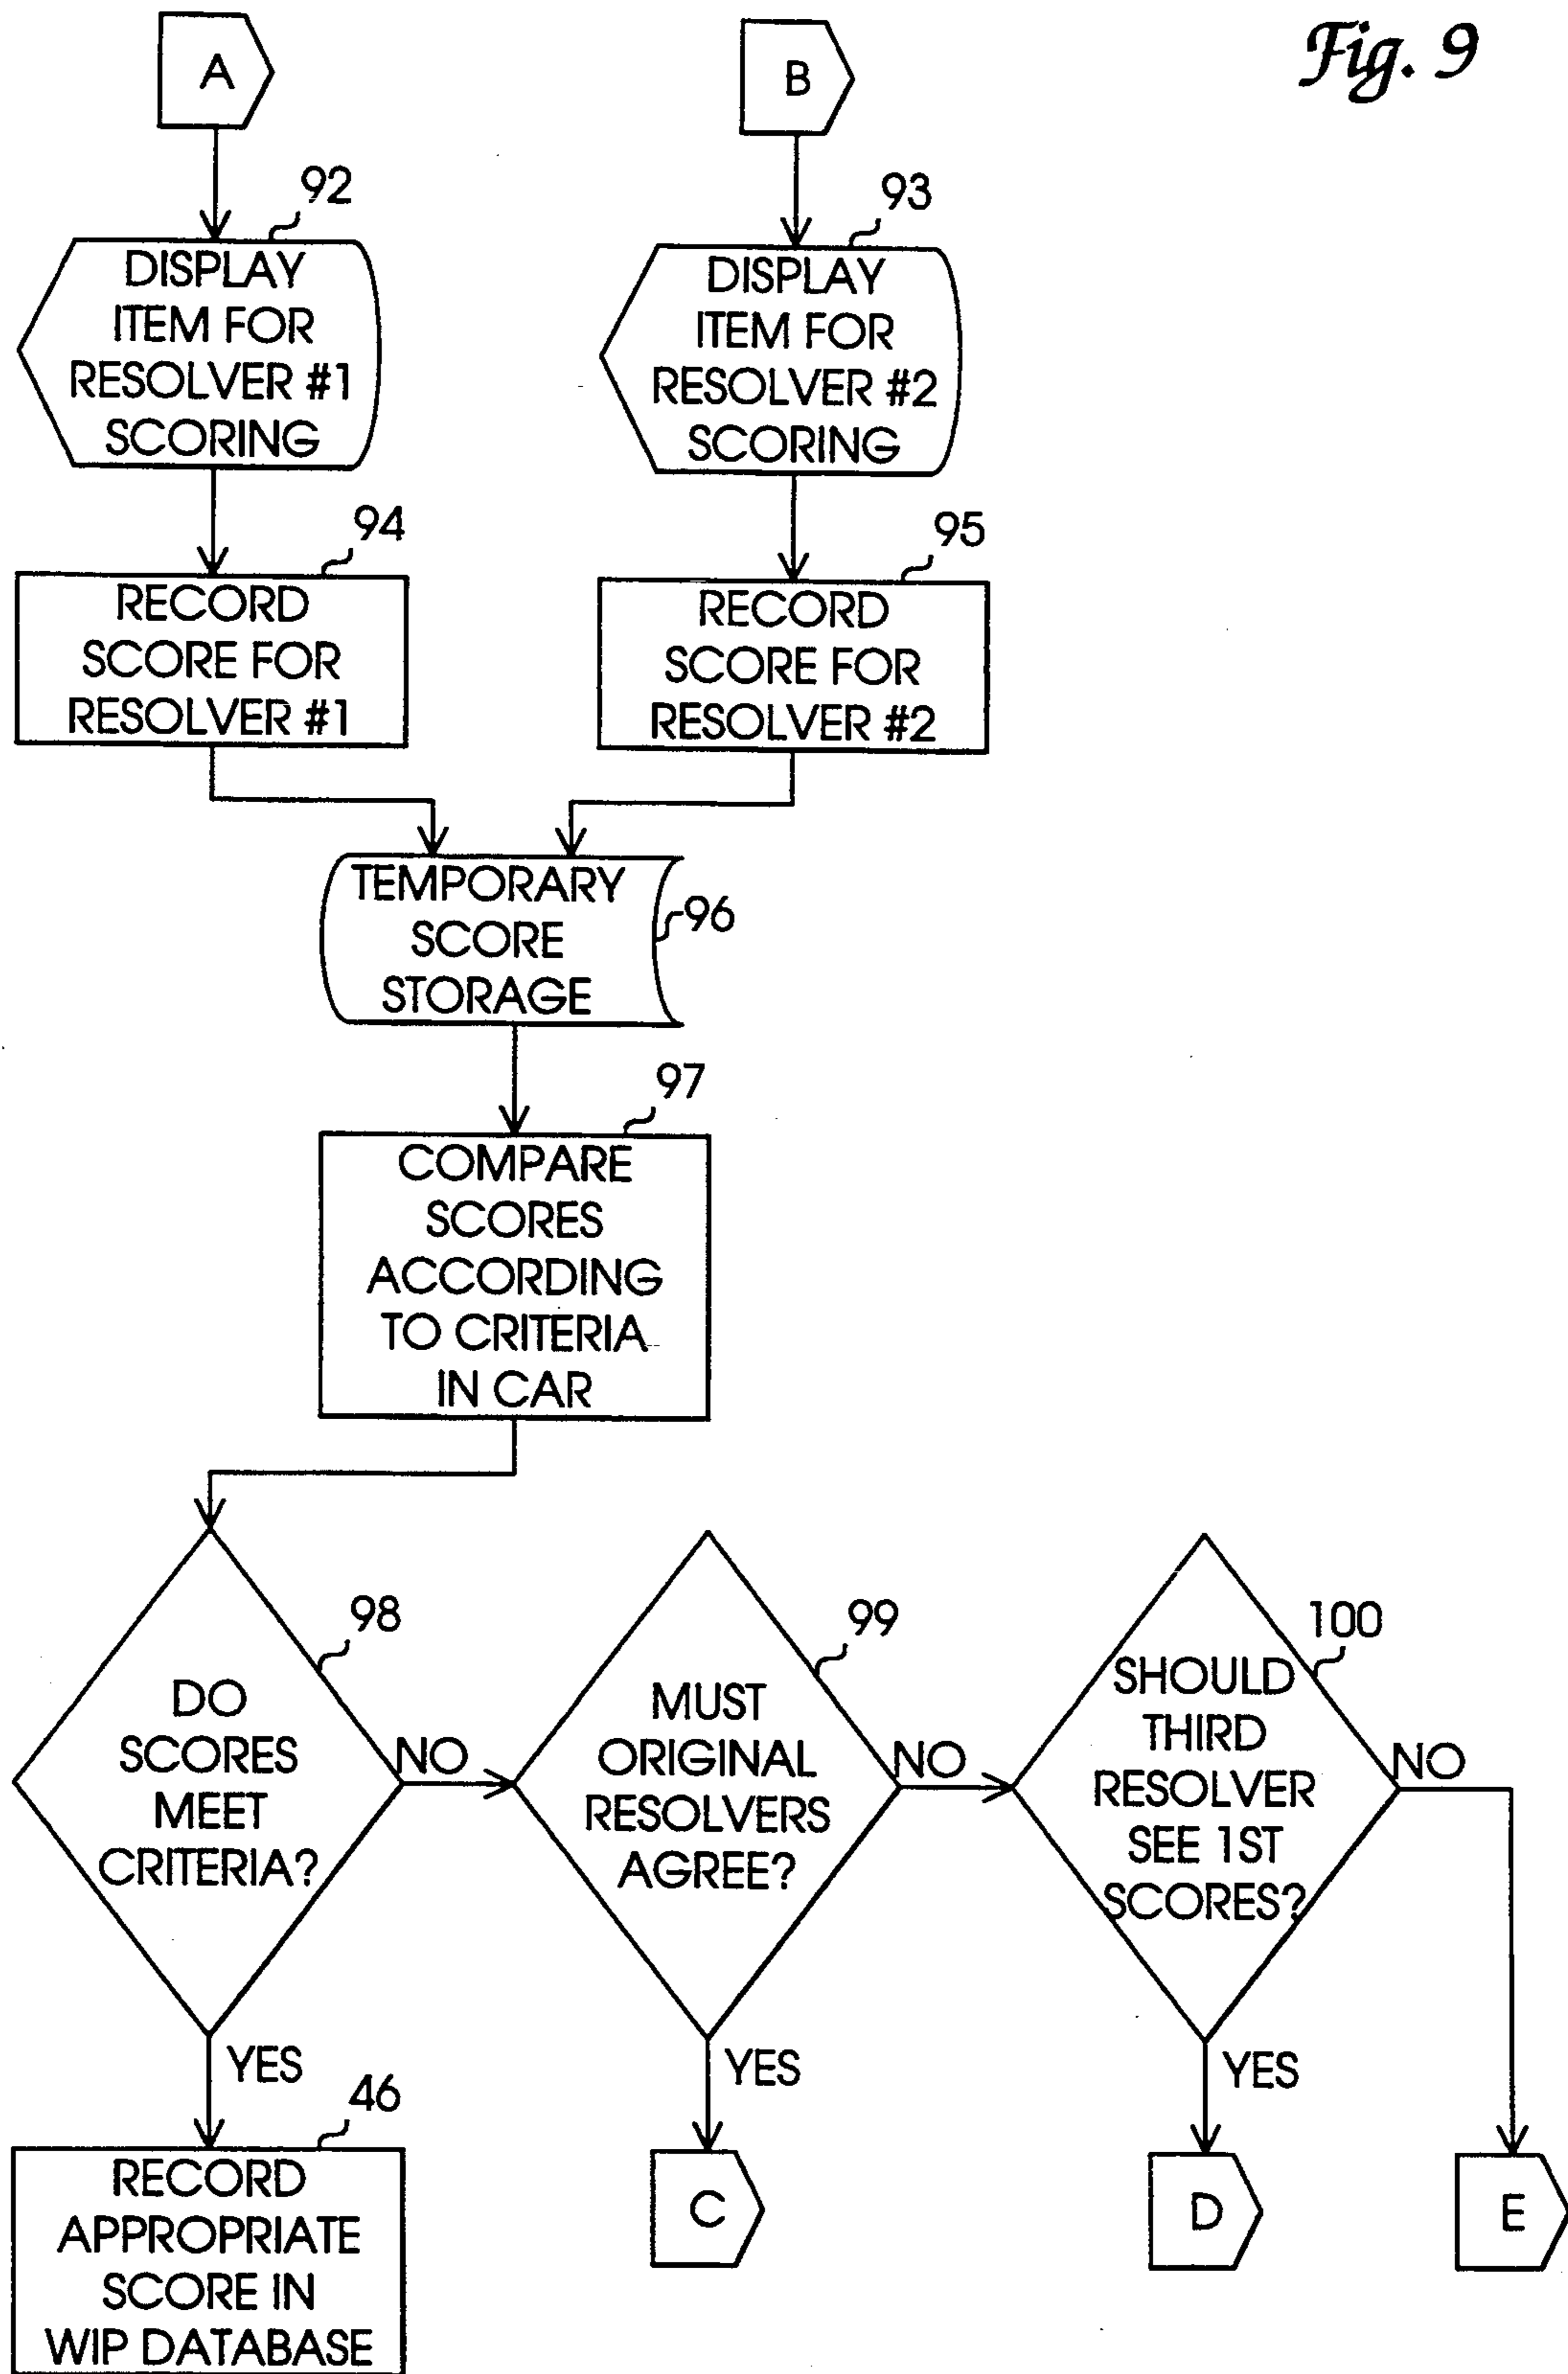 Fig. 9
A
B
92
DISPLAY
ITEM FOR
RESOLVER #1
SCORING
93
DISPLAY
ITEM FOR
RESOLVER #2
SCORING
94
RECORD
SCORE FOR
RESOLVER #1
95
RECORD
SCORE FOR
RESOLVER #2
TEMPORARY
SCORE
STORAGE
96
97
COMPARE
SCORES
ACCORDING
TO CRITERIA
IN CAR
98
DO
SCORES
MEET
CRITERIA?
NO
YES
99
MUST
ORIGINAL
RESOLVERS
AGREE?
NO
YES
100
SHOULD
THIRD
RESOLVER
SEE 1ST
SCORES?
NO
YES
46
RECORD
APPROPRIATE
SCORE IN
WIP DATABASE
C
D
E